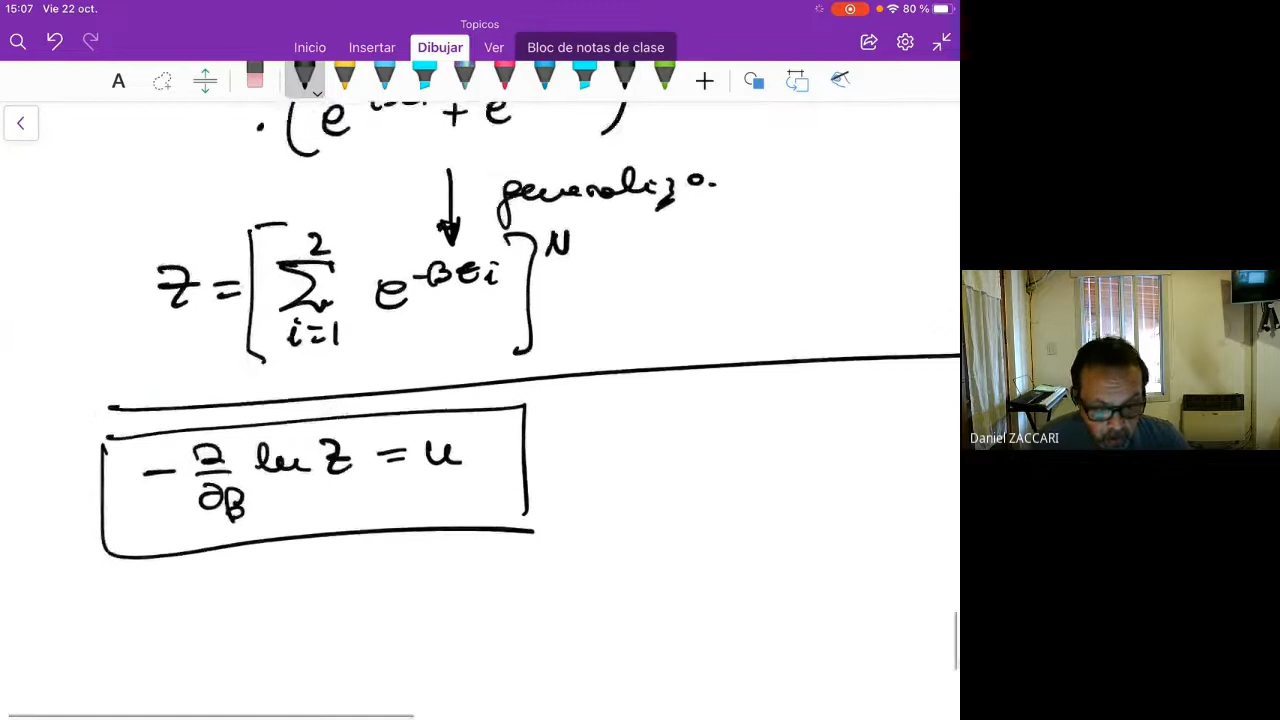 15:07 Vie 22 oct.
80 %
Topicos
Inicio Insertar Dibujar Ver Bloc de notas de clase
A
· (e + e )
generalizo.
Z = [ 2 Σ i=1 e^{-βϵi} ]^N
- ∂/∂β ln Z = u
Daniel ZACCARI